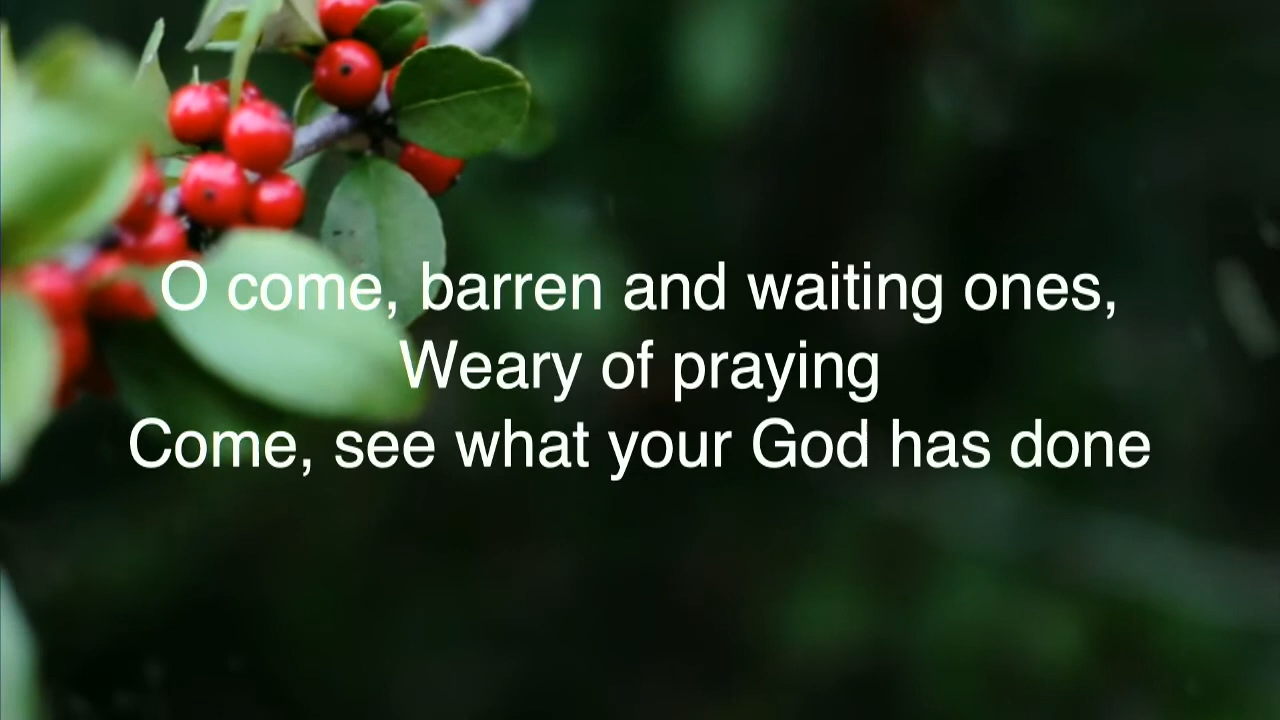 O come, barren and waiting ones,
Weary of praying
Come, see what your God has done